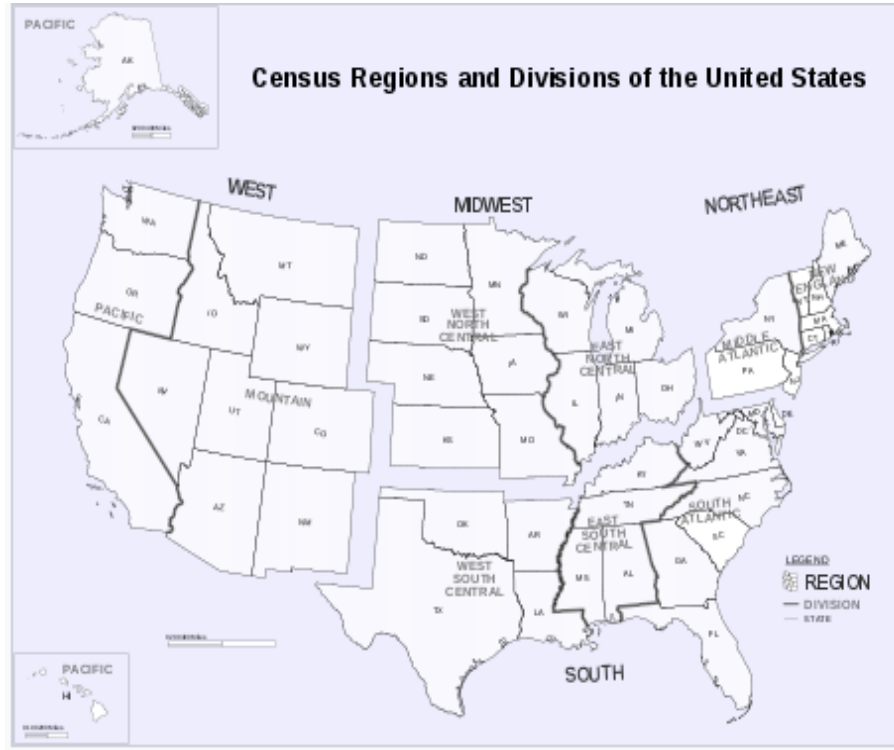 PACIFIC
AK
Census Regions and Divisions of the United States
WEST
MIDWEST
NORTHEAST
WA
MT
ND
MN
ME
OR
ID
SD
WI
MI
NY
NEW
ENGLAND
VT
NH
MA
CT
PACIFIC
WY
WEST
NORTH
CENTRAL
EAST
NORTH
CENTRAL
MIDDLE
ATLANTIC
PA
NJ
NV
UT
MOUNTAIN
CO
NE
IA
IL
IN
OH
CA
KS
MO
WV
MD
DE
DC
VA
KY
AZ
NM
OK
AR
TN
NC
EAST
SOUTH
CENTRAL
SOUTH
ATLANTIC
SC
WEST
SOUTH
CENTRAL
TX
LA
MS
AL
GA
FL
LEGEND
REGION
DIVISION
STATE
SOUTH
PACIFIC
HI